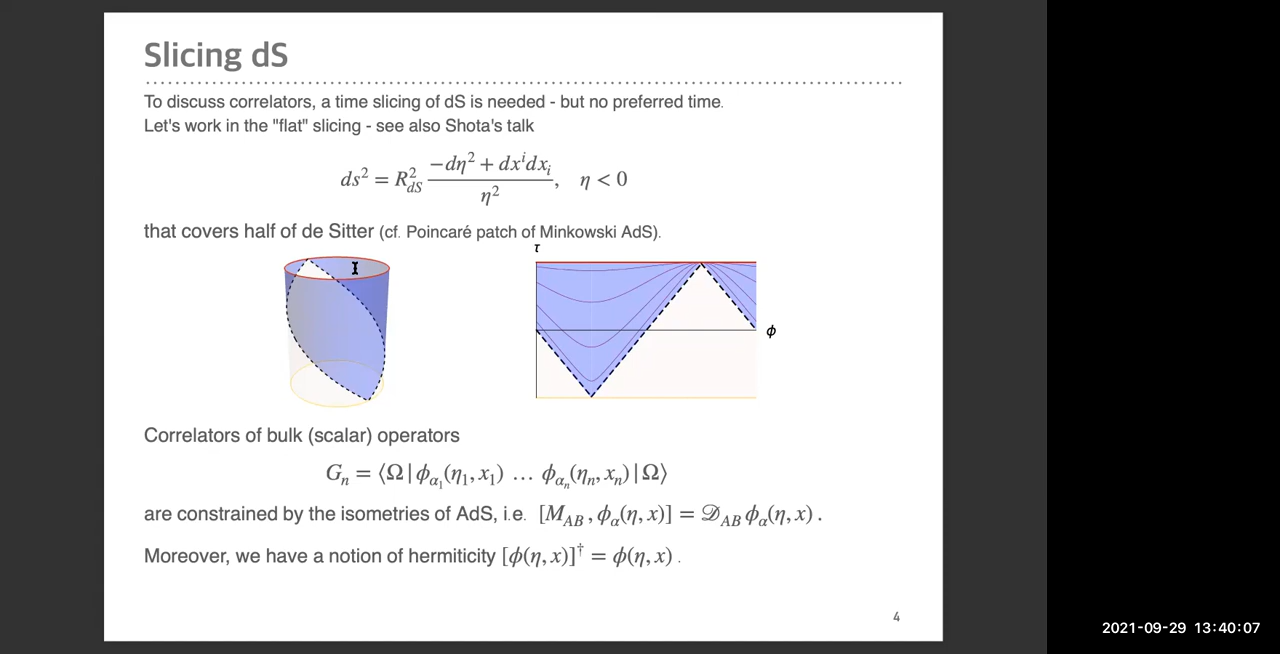 Slicing dS
To discuss correlators, a time slicing of dS is needed - but no preferred time.
Let's work in the "flat" slicing - see also Shota's talk
ds² = R²_dS (−dη² + dxⁱdxᵢ) / η², η < 0
that covers half of de Sitter (cf. Poincaré patch of Minkowski AdS).
τ
ϕ
Correlators of bulk (scalar) operators
Gₙ = ⟨Ω|ϕ_α₁(η₁, x₁) … ϕ_αₙ(ηₙ, xₙ)|Ω⟩
are constrained by the isometries of AdS, i.e. [M_AB, ϕ_α(η, x)] = 𝒟_AB ϕ_α(η, x) .
Moreover, we have a notion of hermiticity [ϕ(η, x)]† = ϕ(η, x) .
4
2021-09-29 13:40:07